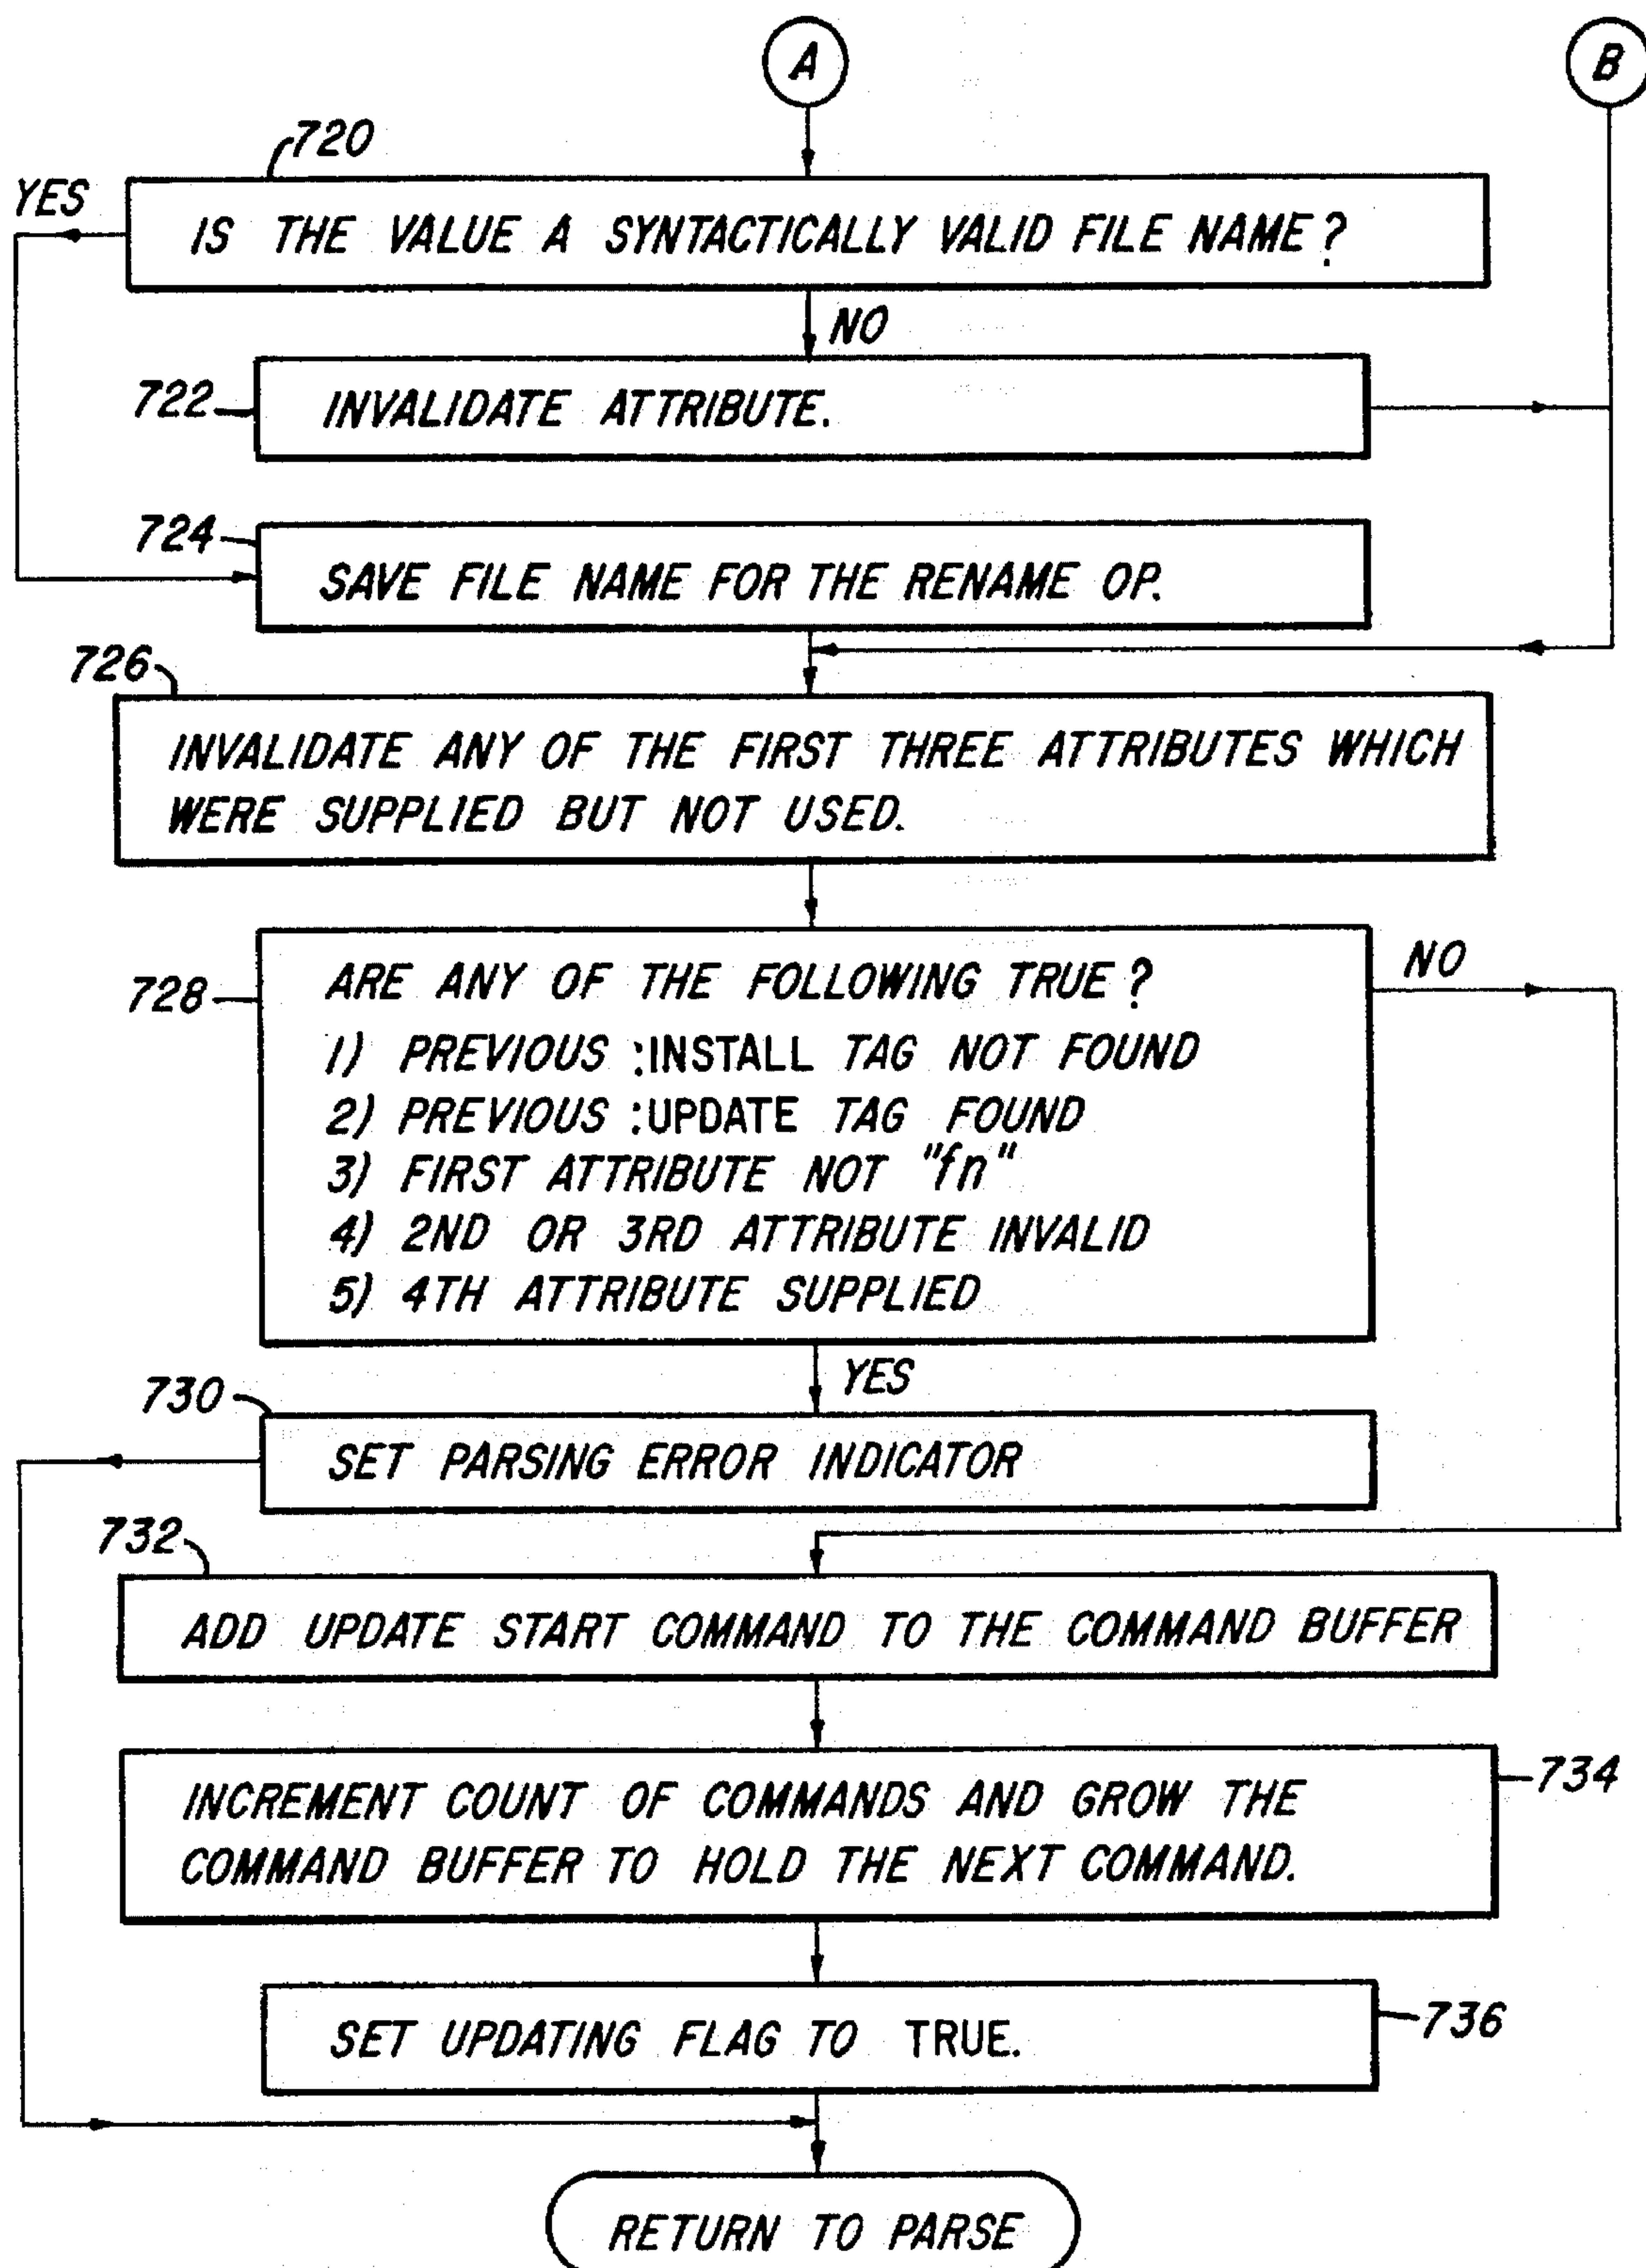 A
B
720
YES
IS THE VALUE A SYNTACTICALLY VALID FILE NAME?
NO
722
INVALIDATE ATTRIBUTE.
724
SAVE FILE NAME FOR THE RENAME OP.
726
INVALIDATE ANY OF THE FIRST THREE ATTRIBUTES WHICH
WERE SUPPLIED BUT NOT USED.
728
ARE ANY OF THE FOLLOWING TRUE?
NO
1) PREVIOUS :INSTALL TAG NOT FOUND
2) PREVIOUS :UPDATE TAG FOUND
3) FIRST ATTRIBUTE NOT "fn"
4) 2ND OR 3RD ATTRIBUTE INVALID
5) 4TH ATTRIBUTE SUPPLIED
YES
730
SET PARSING ERROR INDICATOR
732
ADD UPDATE START COMMAND TO THE COMMAND BUFFER
734
INCREMENT COUNT OF COMMANDS AND GROW THE
COMMAND BUFFER TO HOLD THE NEXT COMMAND.
736
SET UPDATING FLAG TO TRUE.
RETURN TO PARSE